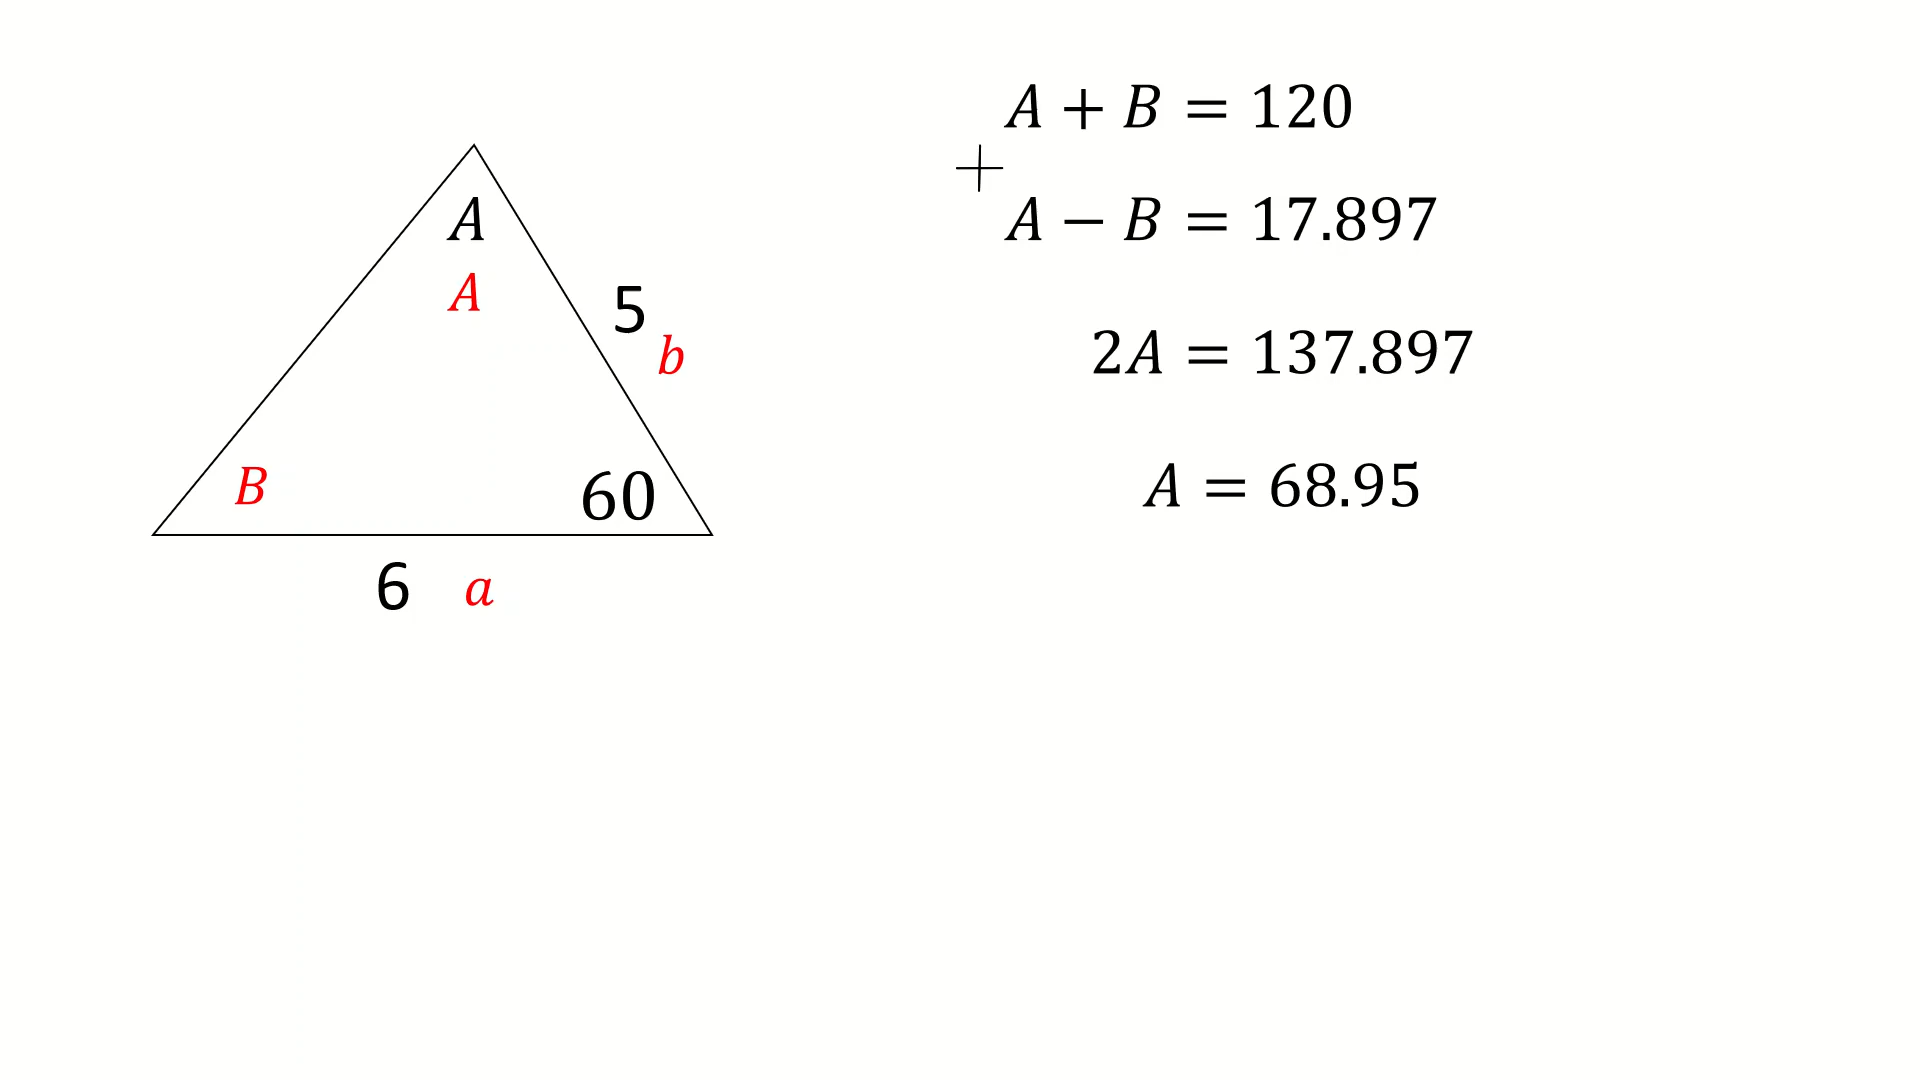 A + B = 120
+
A − B = 17.897
2A = 137.897
A = 68.95
A
A
5
b
B
60
6 a